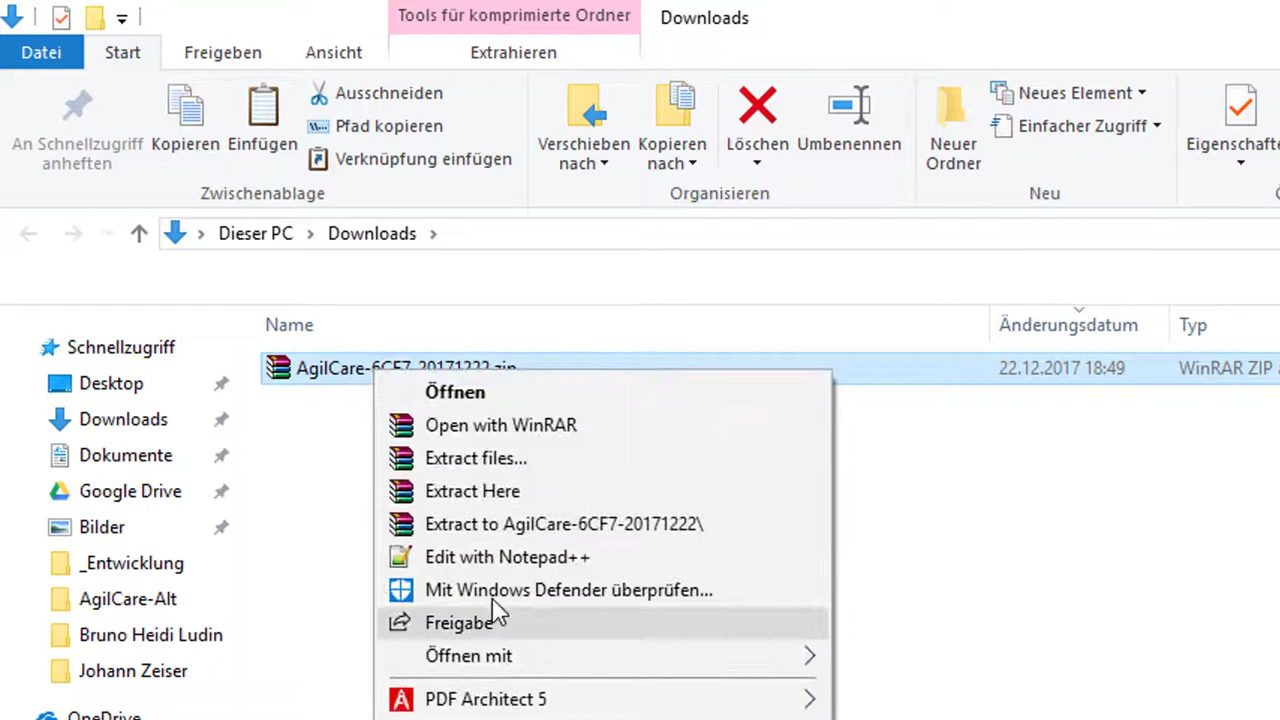 Tools für komprimierte Ordner
Downloads
Datei
Start
Freigeben
Ansicht
Extrahieren
An Schnellzugriff
anheften
Kopieren
Einfügen
Ausschneiden
Pfad kopieren
Verknüpfung einfügen
Verschieben
nach
Kopieren
nach
Löschen
Umbenennen
Neuer
Ordner
Neues Element
Einfacher Zugriff
Zwischenablage
Organisieren
Neu
Dieser PC
Downloads
Name
Änderungsdatum
Typ
AgilCare-6CF7-20171222.zip
22.12.2017 18:49
WinRAR ZIP
Schnellzugriff
Desktop
Downloads
Dokumente
Google Drive
Bilder
_Entwicklung
AgilCare-Alt
Bruno Heidi Ludin
Johann Zeiser
OneDrive
Öffnen
Open with WinRAR
Extract files...
Extract Here
Extract to AgilCare-6CF7-20171222\
Edit with Notepad++
Mit Windows Defender überprüfen...
Freigabe
Öffnen mit
PDF Architect 5